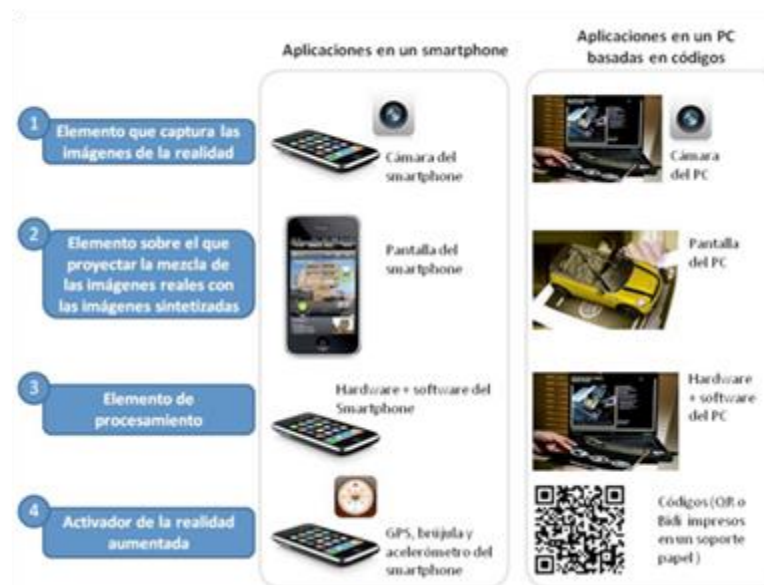 Aplicaciones en un smartphone
Aplicaciones en un PC
basadas en códigos
1
Elemento que captura las
imágenes de la realidad
Cámara del
smartphone
Cámara
del PC
2
Elemento sobre el que
proyectar la mezcla de
las imágenes reales con
las imágenes sintetizadas
Pantalla del
smartphone
Pantalla
del PC
3
Elemento de
procesamiento
Hardware + software del
Smartphone
Hardware
+ software
del PC
4
Activador de la realidad
aumentada
GPS, brújula y
acelerómetro del
smartphone
Códigos (QR o
Bidi impresos
en un soporte
papel )